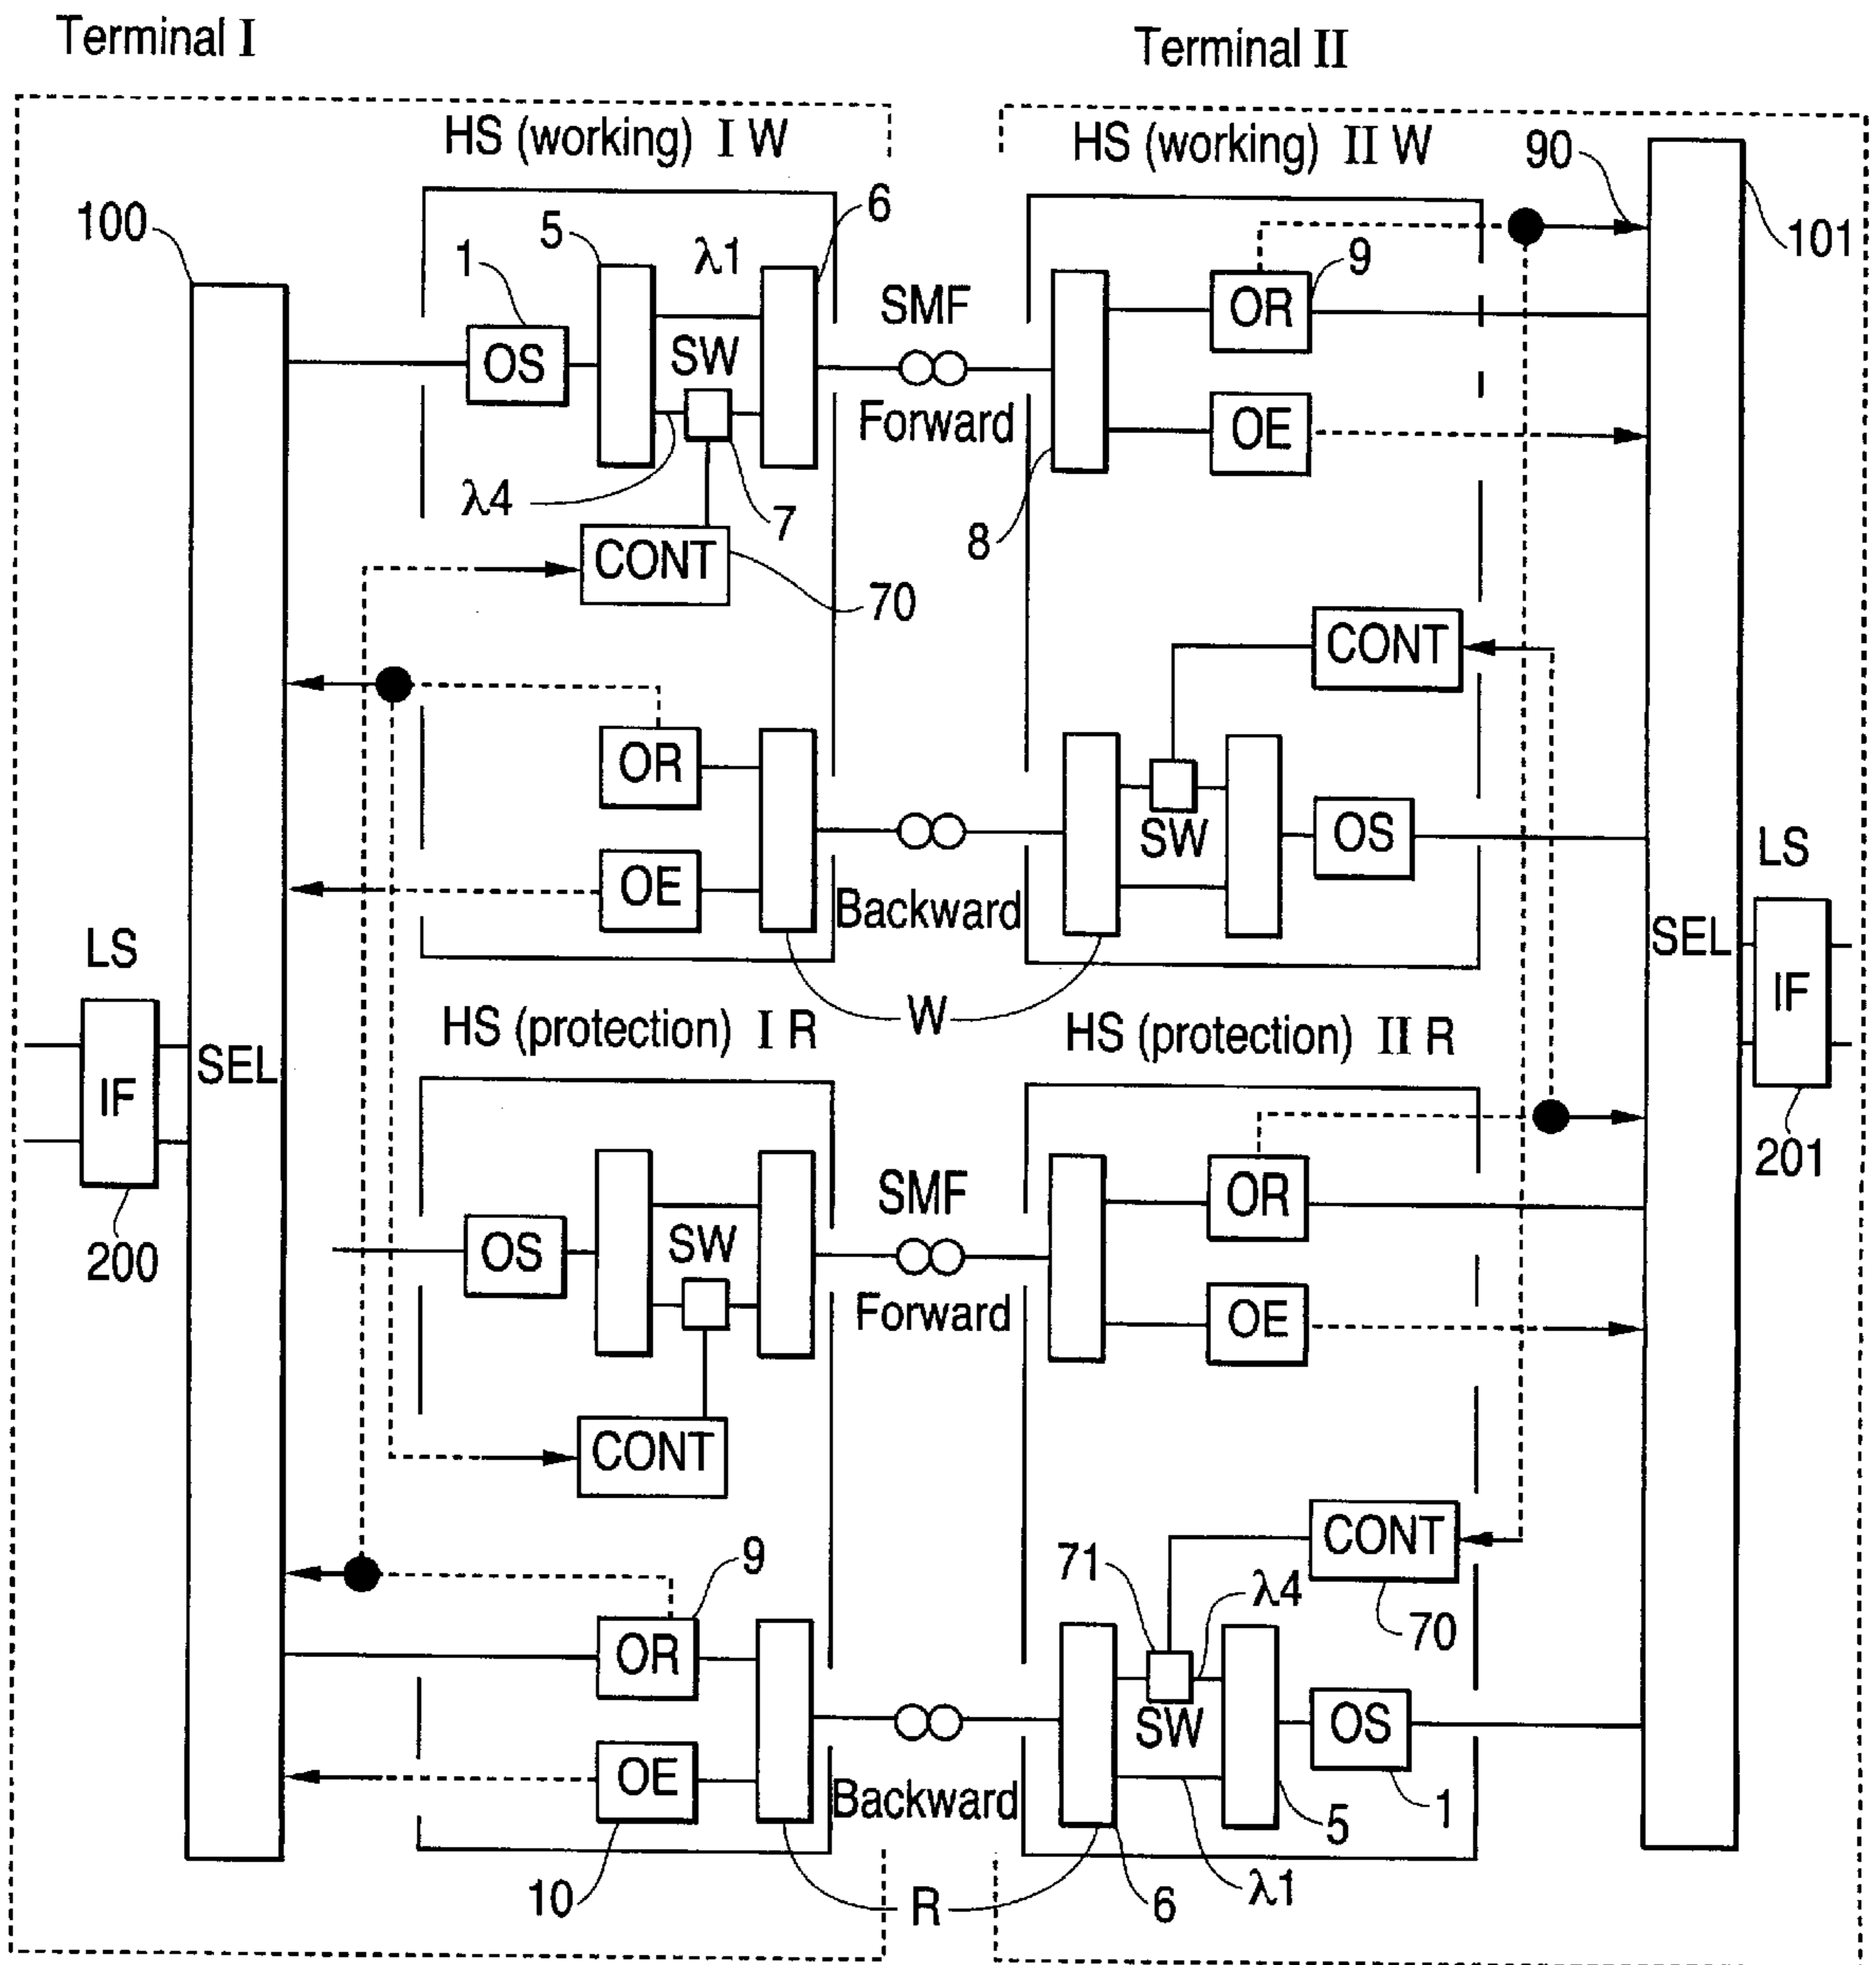 Terminal I
Terminal II
HS (working) I W
HS (working) II W
90
100
5
λ1
6
101
1
9
SMF
OR
OS
SW
Forward
OE
λ4
7
8
CONT
70
CONT
OR
SW
OS
LS
OE
Backward
LS
SEL
IF
W
HS (protection) I R
HS (protection) II R
SEL
IF
201
SMF
OR
OS
SW
200
Forward
OE
CONT
CONT
9
71
λ4
70
OR
SW
OS
OE
Backward
1
5
10
R
6
λ1